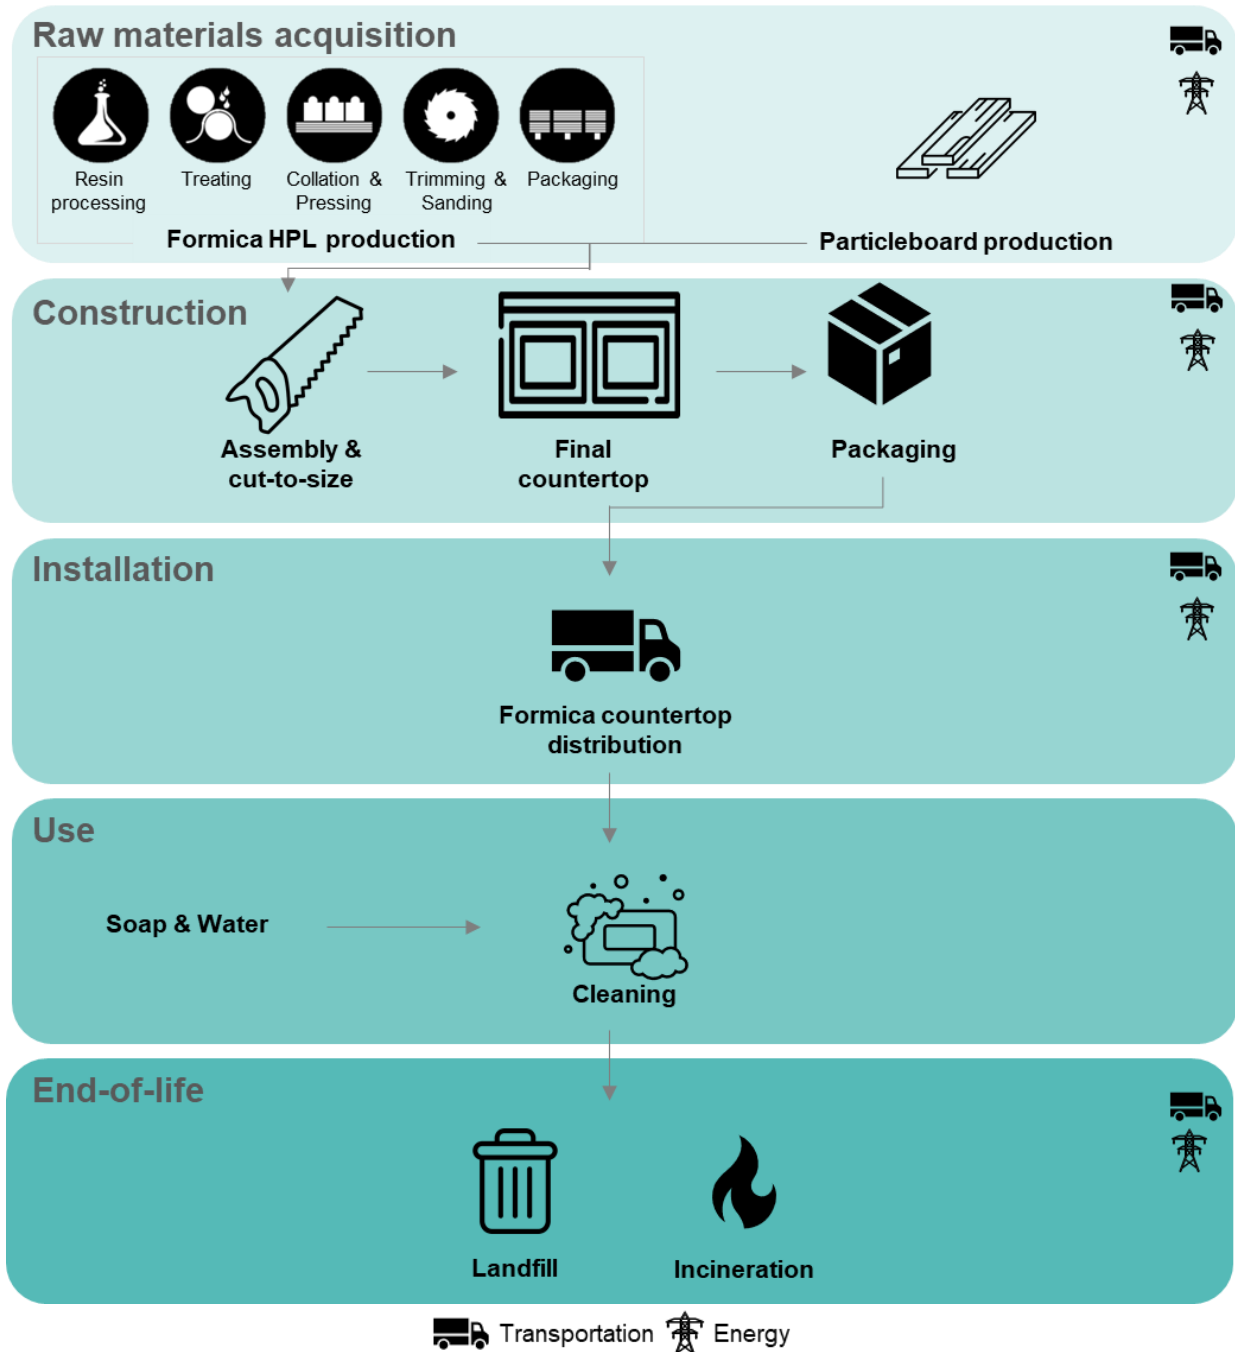 Raw materials acquisition
Resin
processing
Treating
Collation &
Pressing
Trimming &
Sanding
Packaging
Formica HPL production
Particleboard production
Construction
Assembly &
cut-to-size
Final
countertop
Packaging
Installation
Formica countertop
distribution
Use
Soap & Water
Cleaning
End-of-life
Landfill
Incineration
Transportation
Energy